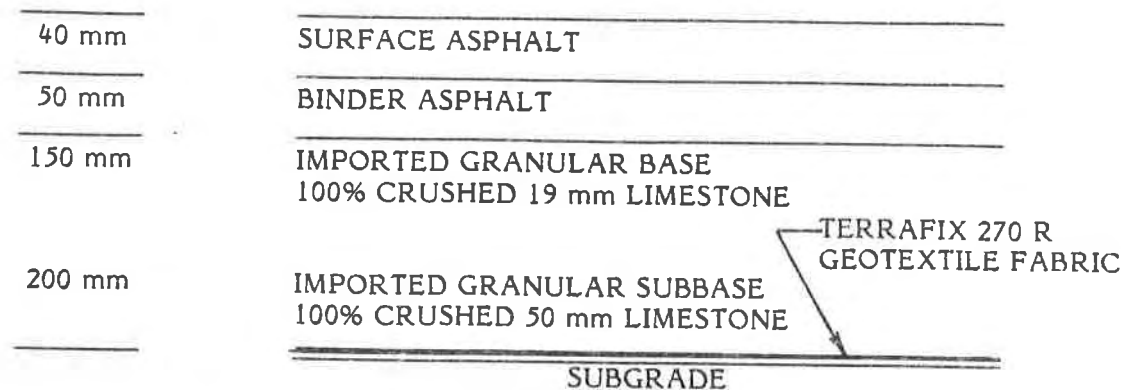 40 mm SURFACE ASPHALT
50 mm BINDER ASPHALT
150 mm IMPORTED GRANULAR BASE
100% CRUSHED 19 mm LIMESTONE
TERRAFIX 270 R
GEOTEXTILE FABRIC
200 mm IMPORTED GRANULAR SUBBASE
100% CRUSHED 50 mm LIMESTONE
SUBGRADE